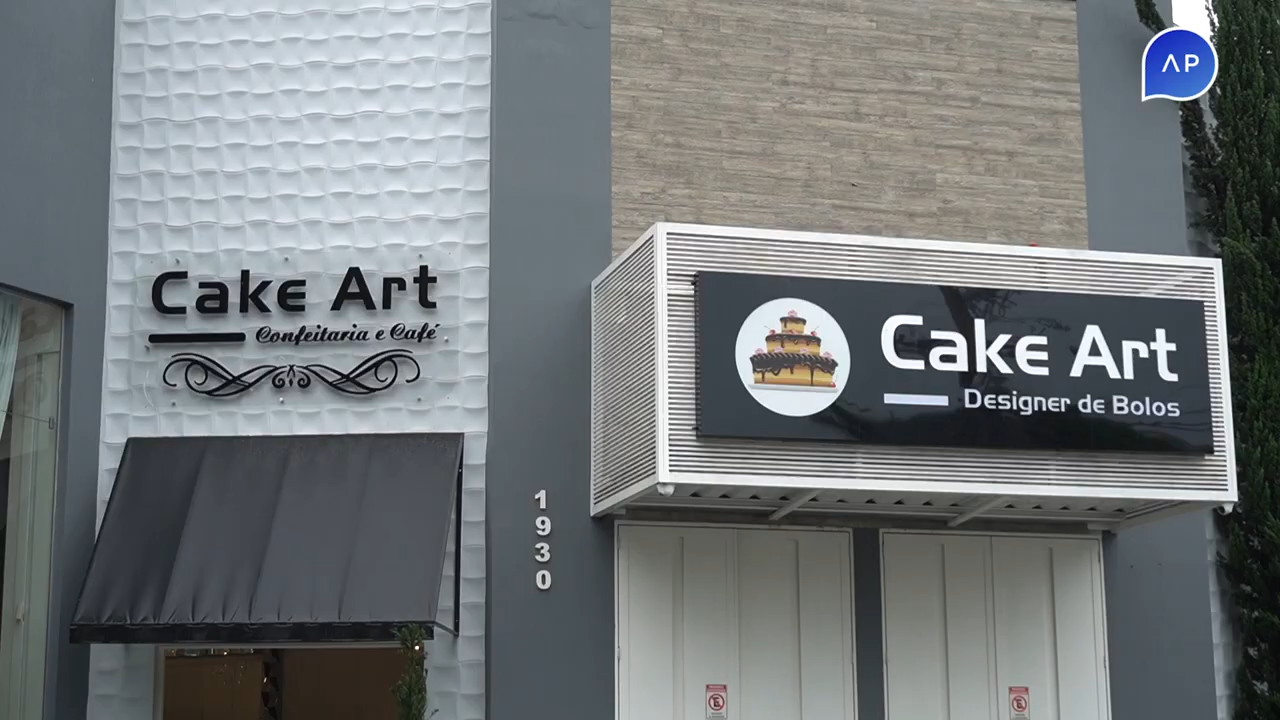 AP
Cake Art
Confeitaria e Café
1930
Cake Art
Designer de Bolos
E
E